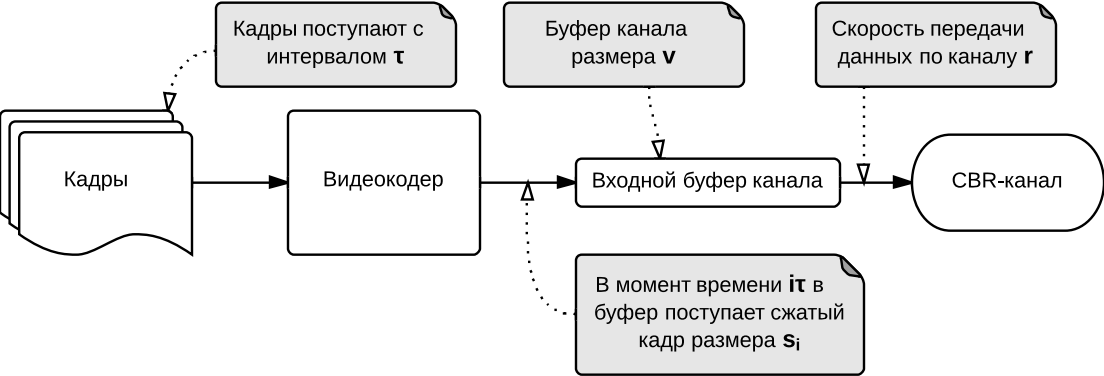 Кадры поступают с
интервалом τ
Буфер канала
размера v
Скорость передачи
данных по каналу r
Кадры
Видеокодер
Входной буфер канала
CBR-канал
В момент времени iτ в
буфер поступает сжатый
кадр размера sᵢ